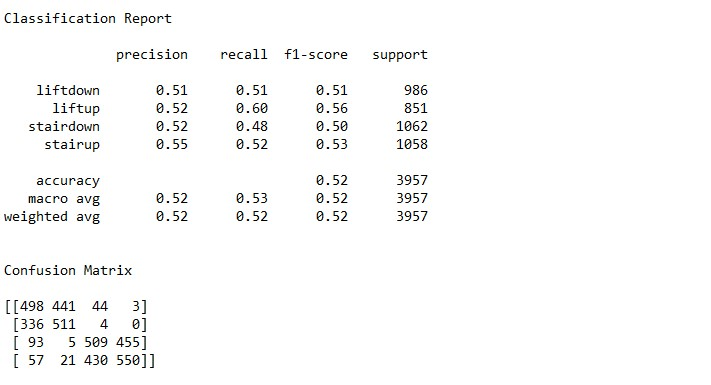 Classification Report
precision recall f1-score support
liftdown 0.51 0.51 0.51 986
liftup 0.52 0.60 0.56 851
stairdown 0.52 0.48 0.50 1062
stairup 0.55 0.52 0.53 1058
accuracy 0.52 3957
macro avg 0.52 0.53 0.52 3957
weighted avg 0.52 0.52 0.52 3957
Confusion Matrix
[[498 441 44 3]
[336 511 4 0]
[ 93 5 509 455]
[ 57 21 430 550]]